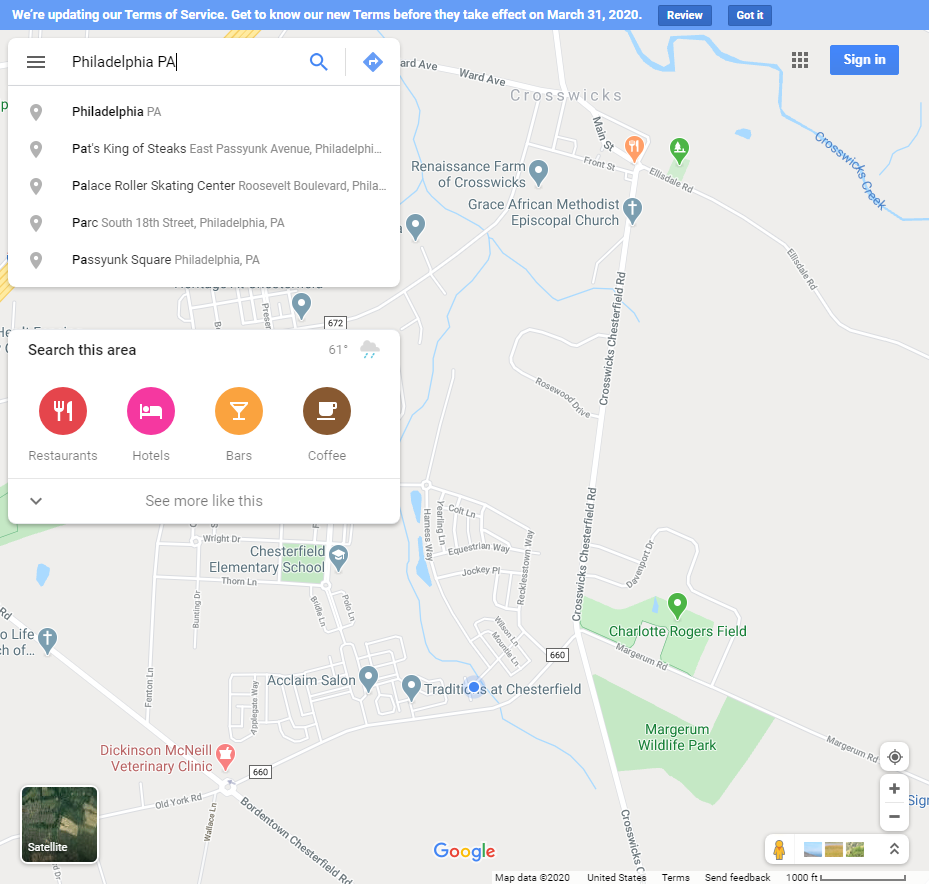 We're updating our Terms of Service. Get to know our new Terms before they take effect on March 31, 2020. Review Got it
Philadelphia PA
Sign in
Philadelphia PA
Pat's King of Steaks East Passyunk Avenue, Philadelphi...
Palace Roller Skating Center Roosevelt Boulevard, Phila...
Parc South 18th Street, Philadelphia, PA
Passyunk Square Philadelphia, PA
Search this area
61°
Restaurants Hotels Bars Coffee
See more like this
ard Ave
Ward Ave
Crosswicks
Main St
Front St
Ellisdale Rd
Crosswicks Creek
Renaissance Farm
of Crosswicks
Grace African Methodist
Episcopal Church
Ellisdale Rd
Crosswicks Chesterfield Rd
672
Rosewood Drive
Crosswicks Chesterfield Rd
Colt Ln
Yearling Ln
Harness Way
Equestrian Way
Jockey Pl
Recklesstown Way
Wright Dr
Chesterfield
Elementary School
Thorn Ln
Bunting Dr
Bridle Ln
Polo Ln
Davenport Dr
Charlotte Rogers Field
Margerum Rd
Rd
o Life
ch of...
Wilson Ln
Mountie Ln
660
Fenton Ln
Applegate Way
Acclaim Salon
Traditions at Chesterfield
Margerum
Wildlife Park
Margerum Rd
Dickinson McNeill
Veterinary Clinic
660
Old York Rd
Wallace Ln
Bordentown Chesterfield Rd
Crosswicks
Sign
Satellite
Google
Map data ©2020 United States Terms Send feedback 1000 ft